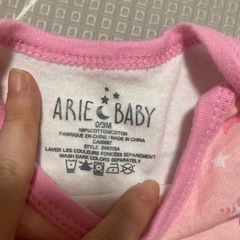 ARIE BABY
0/3M
100%COTTON/COTON
FABRIQUÉ EN CHINE / MADE IN CHINA
STYLE
LAVER LES COULEURS FONCÉES SÉPARÉMENT
WASH DARK COLORS SEPARATELY